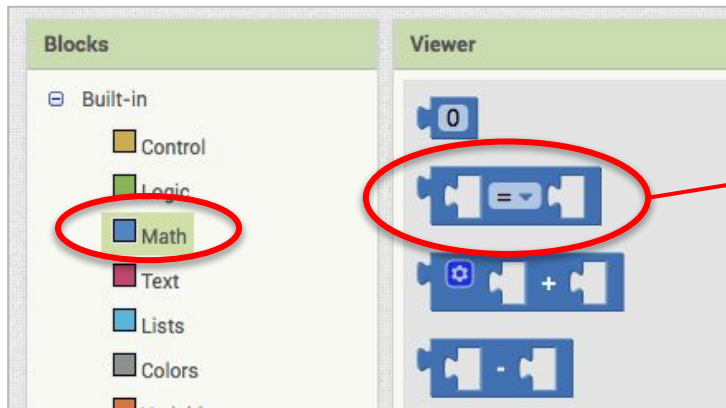 Blocks
Viewer
Built-in
Control
Logic
Math
Text
Lists
Colors
0
=
+
-